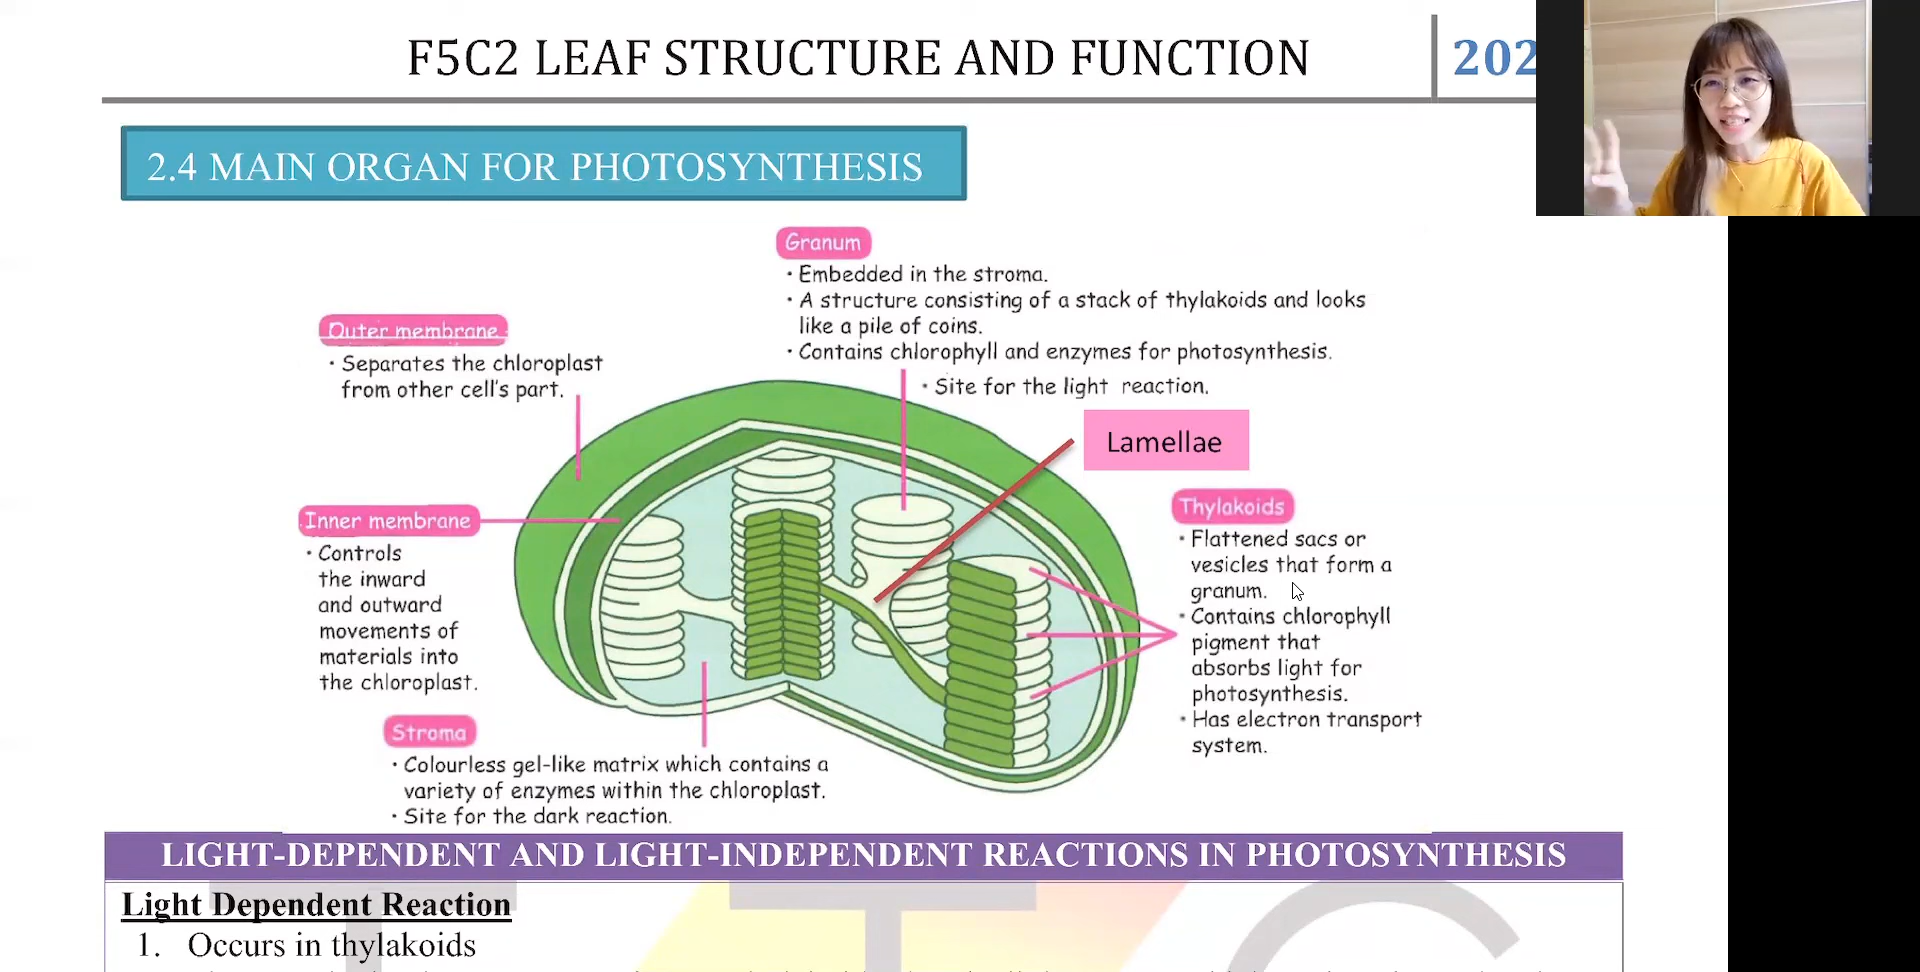 F5C2 LEAF STRUCTURE AND FUNCTION
202
2.4 MAIN ORGAN FOR PHOTOSYNTHESIS
Granum
· Embedded in the stroma.
· A structure consisting of a stack of thylakoids and looks
like a pile of coins.
· Contains chlorophyll and enzymes for photosynthesis.
· Site for the light reaction.
Outer membrane
· Separates the chloroplast
from other cell's part.
Lamellae
Inner membrane
· Controls
the inward
and outward
movements of
materials into
the chloroplast.
Thylakoids
· Flattened sacs or
vesicles that form a
granum.
· Contains chlorophyll
pigment that
absorbs light for
photosynthesis.
· Has electron transport
system.
Stroma
· Colourless gel-like matrix which contains a
variety of enzymes within the chloroplast.
· Site for the dark reaction.
LIGHT-DEPENDENT AND LIGHT-INDEPENDENT REACTIONS IN PHOTOSYNTHESIS
Light Dependent Reaction
1. Occurs in thylakoids